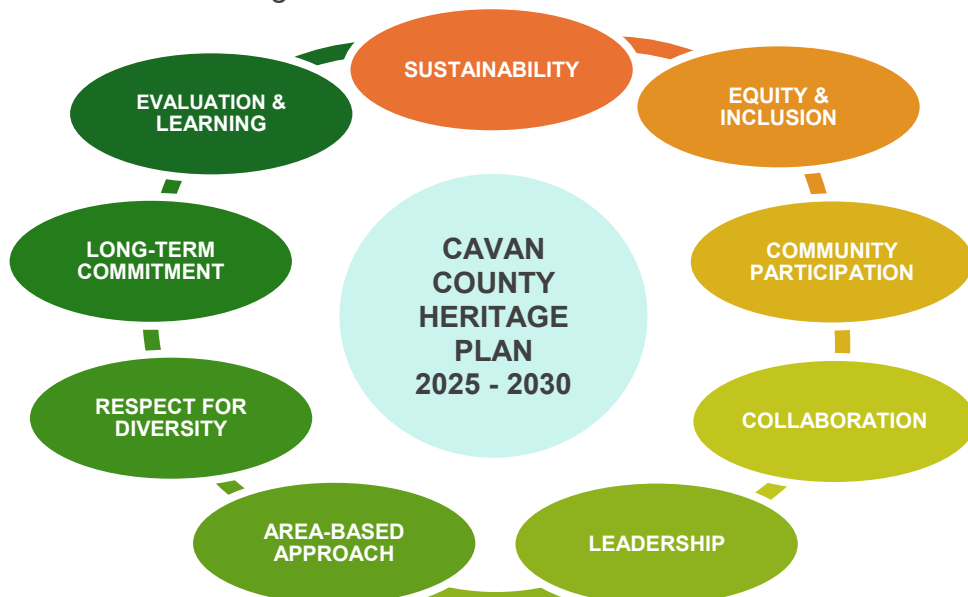 SUSTAINABILITY
EQUITY &
INCLUSION
COMMUNITY
PARTICIPATION
COLLABORATION
LEADERSHIP
AREA-BASED
APPROACH
RESPECT FOR
DIVERSITY
LONG-TERM
COMMITMENT
EVALUATION &
LEARNING
CAVAN
COUNTY
HERITAGE
PLAN
2025 - 2030